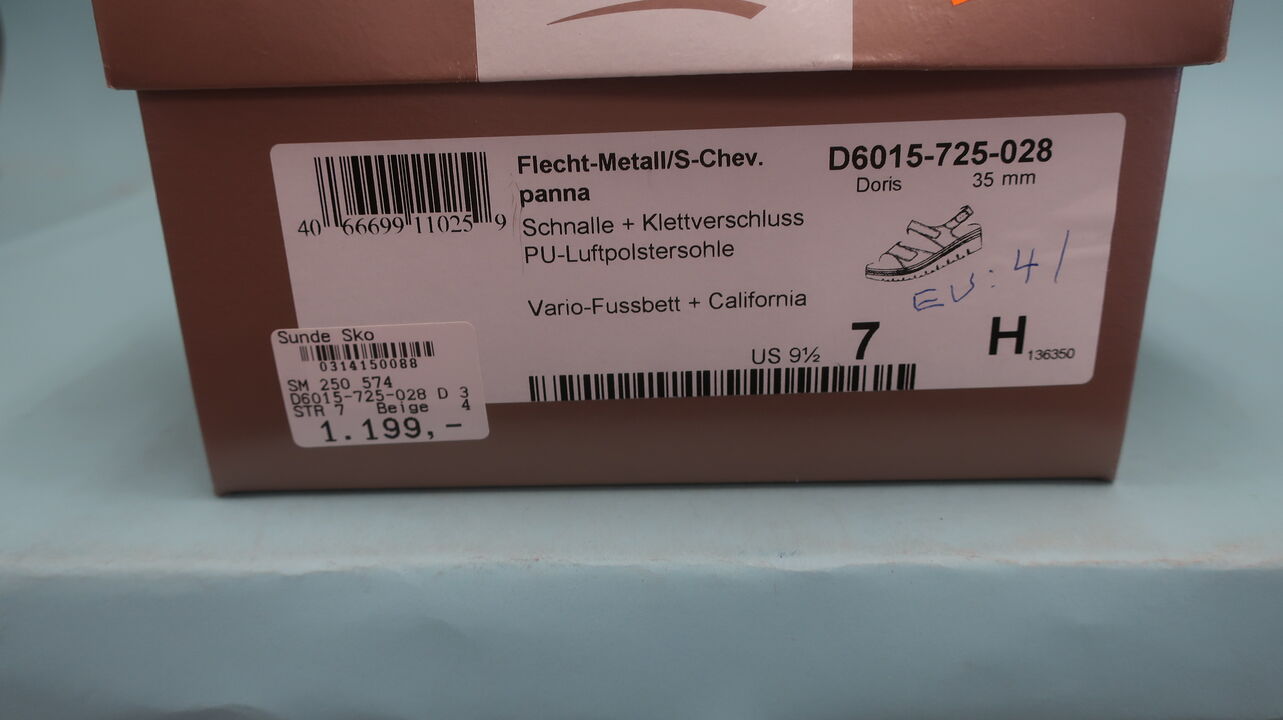 Flecht-Metall/S-Chev.
panna
Schnalle + Klettverschluss
PU-Luftpolstersohle
Vario-Fussbett + California
D6015-725-028
Doris 35 mm
EU: 41
US 9½ 7 H 136350
40 66699 11025 9
Sunde Sko
0314150088
SM 250 574
D6015-725-028 D 3
STR 7 Beige 4
1.199,-